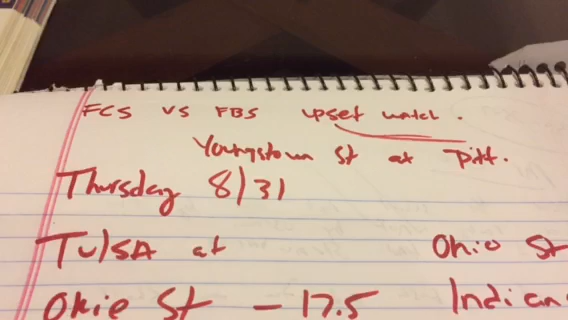 FCS vs FBS upset watch.
Youngstown St at Pitt.
Thursday 8/31
Tulsa at Ohio St
Okie St - 17.5 Indian